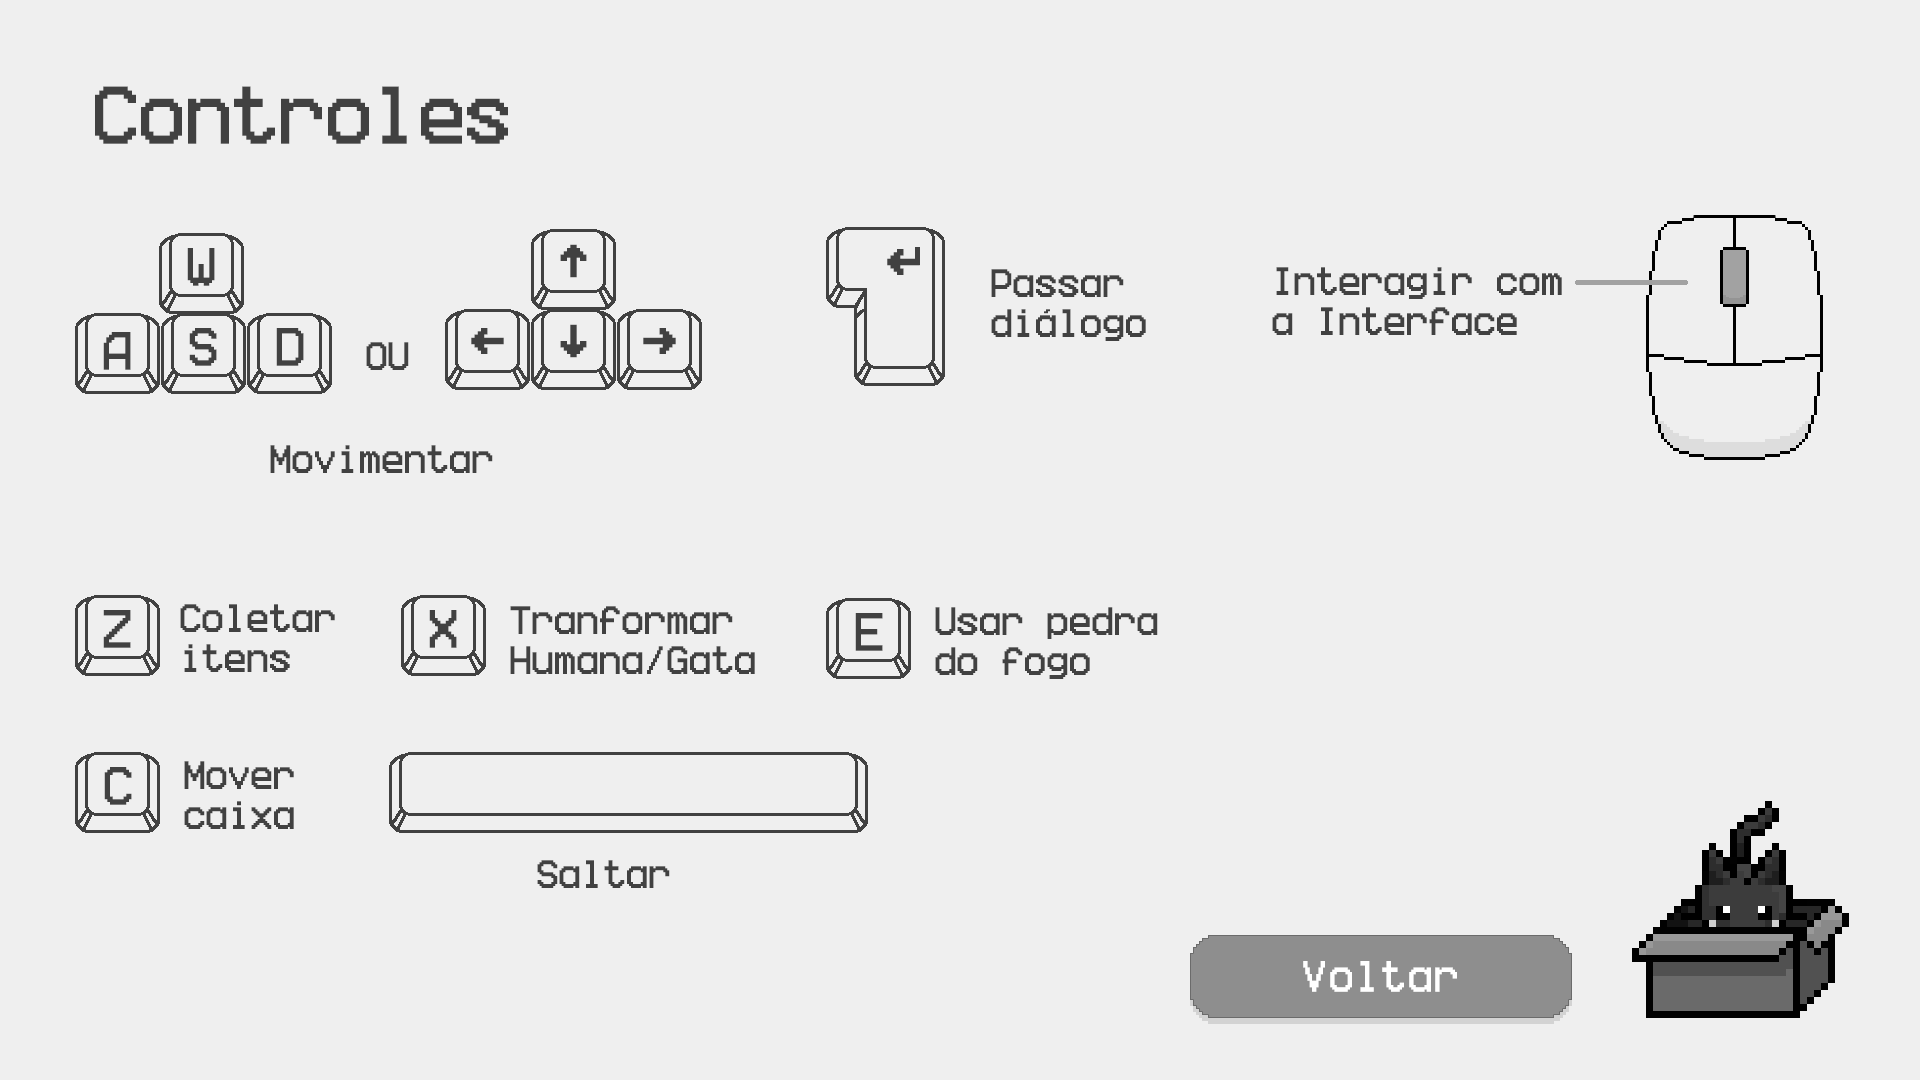 Controles
W
A S D OU ← ↑ ↓ →
Movimentar
↵
Passar
diálogo
Interagir com
a Interface
Z
Coletar
itens
X
Tranformar
Humana/Gata
E
Usar pedra
do fogo
C
Mover
caixa
Saltar
Voltar